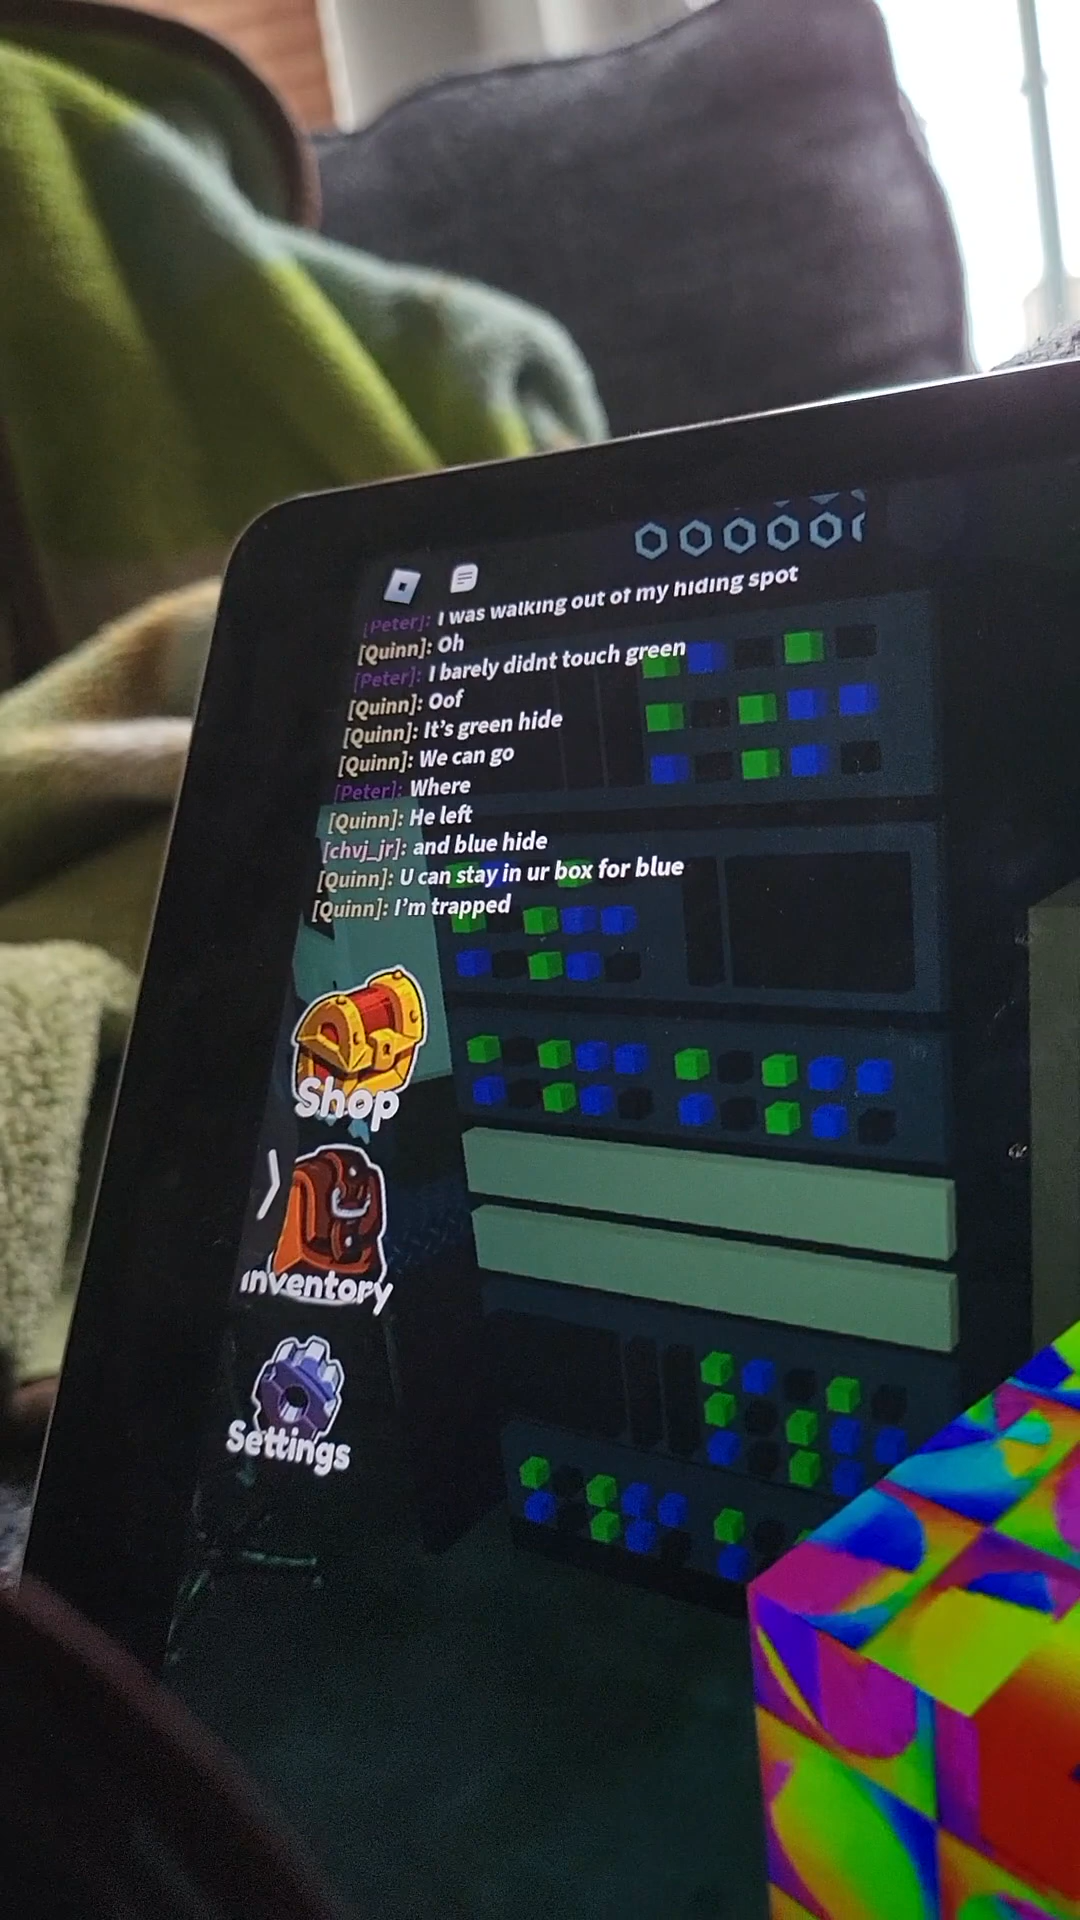 [Peter]: I was walking out of my hiding spot
[Quinn]: Oh
[Peter]: I barely didnt touch green
[Quinn]: Oof
[Quinn]: It's green hide
[Quinn]: We can go
[Peter]: Where
[Quinn]: He left
[chvj_jr]: and blue hide
[Quinn]: U can stay in ur box for blue
[Quinn]: I'm trapped
Shop
Inventory
Settings